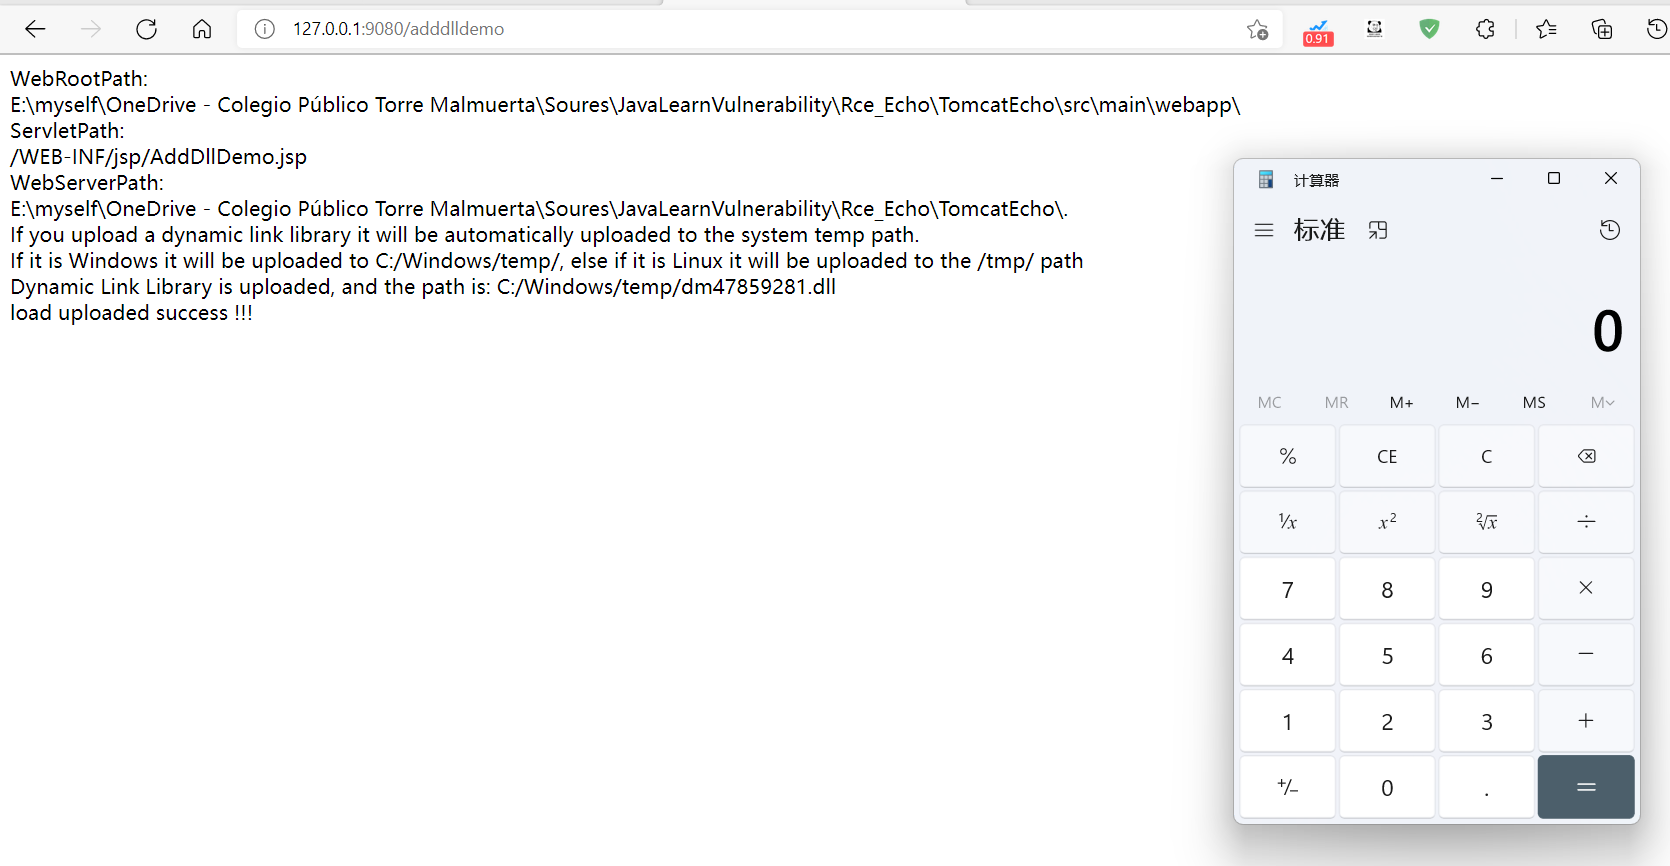 127.0.0.1:9080/adddlldemo
0.91
WebRootPath:
E:\myself\OneDrive - Colegio Público Torre Malmuerta\Soures\JavaLearnVulnerability\Rce_Echo\TomcatEcho\src\main\webapp\
ServletPath:
/WEB-INF/jsp/AddDllDemo.jsp
WebServerPath:
E:\myself\OneDrive - Colegio Público Torre Malmuerta\Soures\JavaLearnVulnerability\Rce_Echo\TomcatEcho\.
If you upload a dynamic link library it will be automatically uploaded to the system temp path.
If it is Windows it will be uploaded to C:/Windows/temp/, else if it is Linux it will be uploaded to the /tmp/ path
Dynamic Link Library is uploaded, and the path is: C:/Windows/temp/dm47859281.dll
load uploaded success !!!
计算器
标准
0
MC MR M+ M− MS M˅
% CE C
¹/x x² ²√x ÷
7 8 9 ×
4 5 6 −
1 2 3 +
+/− 0 . =